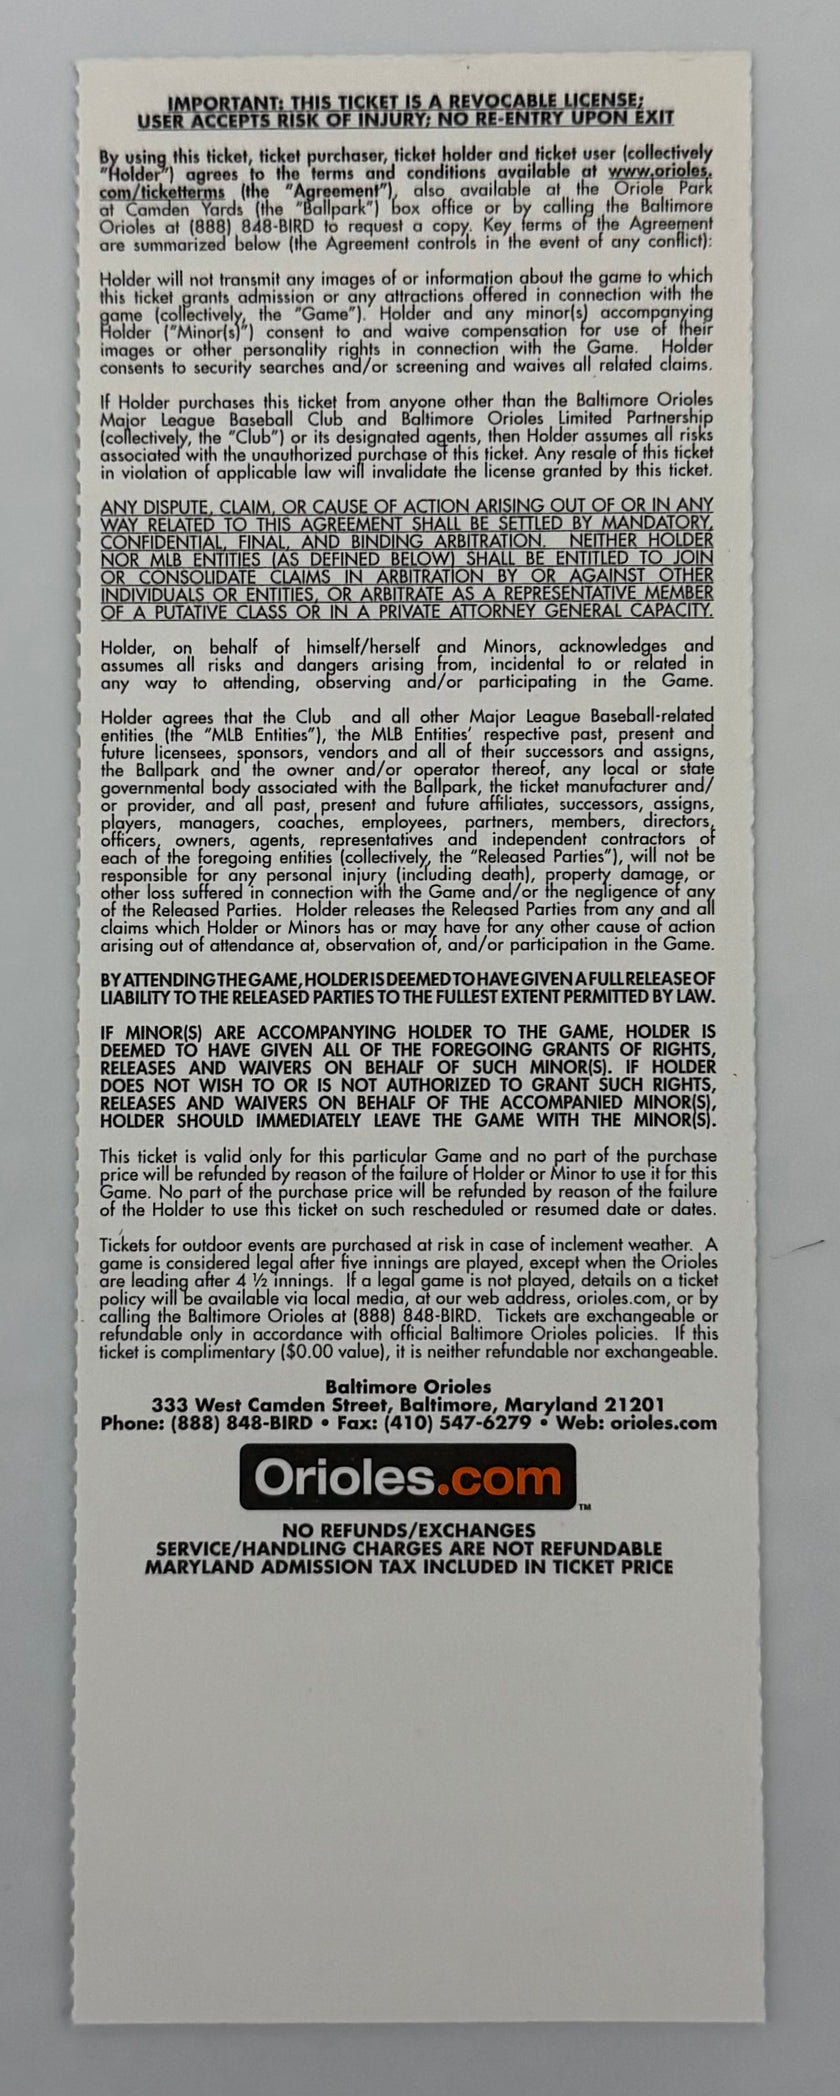 IMPORTANT: THIS TICKET IS A REVOCABLE LICENSE;
USER ACCEPTS RISK OF INJURY; NO RE-ENTRY UPON EXIT
By using this ticket, ticket purchaser, ticket holder and ticket user (collectively
"Holder") agrees to the terms and conditions available at www.orioles.
com/ticketterms (the "Agreement"), also available at the Oriole Park
at Camden Yards (the "Ballpark") box office or by calling the Baltimore
Orioles at (888) 848-BIRD to request a copy. Key terms of the Agreement
are summarized below (the Agreement controls in the event of any conflict):
Holder will not transmit any images of or information about the game to which
this ticket grants admission or any attractions offered in connection with the
game (collectively, the "Game"). Holder and any minor(s) accompanying
Holder ("Minor(s)") consent to and waive compensation for use of their
images or other personality rights in connection with the Game. Holder
consents to security searches and/or screening and waives all related claims.
If Holder purchases this ticket from anyone other than the Baltimore Orioles
Major League Baseball Club and Baltimore Orioles Limited Partnership
(collectively, the "Club") or its designated agents, then Holder assumes all risks
associated with the unauthorized purchase of this ticket. Any resale of this ticket
in violation of applicable law will invalidate the license granted by this ticket.
ANY DISPUTE, CLAIM, OR CAUSE OF ACTION ARISING OUT OF OR IN ANY
WAY RELATED TO THIS AGREEMENT SHALL BE SETTLED BY MANDATORY,
CONFIDENTIAL, FINAL, AND BINDING ARBITRATION. NEITHER HOLDER
NOR MLB ENTITIES (AS DEFINED BELOW) SHALL BE ENTITLED TO JOIN
OR CONSOLIDATE CLAIMS IN ARBITRATION BY OR AGAINST OTHER
INDIVIDUALS OR ENTITIES, OR ARBITRATE AS A REPRESENTATIVE MEMBER
OF A PUTATIVE CLASS OR IN A PRIVATE ATTORNEY GENERAL CAPACITY.
Holder, on behalf of himself/herself and Minors, acknowledges and
assumes all risks and dangers arising from, incidental to or related in
any way to attending, observing and/or participating in the Game.
Holder agrees that the Club and all other Major League Baseball-related
entities (the "MLB Entities"), the MLB Entities' respective past, present and
future licensees, sponsors, vendors and all of their successors and assigns,
the Ballpark and the owner and/or operator thereof, any local or state
governmental body associated with the Ballpark, the ticket manufacturer and/
or provider, and all past, present and future affiliates, successors, assigns,
players, managers, coaches, employees, partners, members, directors,
officers, owners, agents, representatives and independent contractors of
each of the foregoing entities (collectively, the "Released Parties"), will not be
responsible for any personal injury (including death), property damage, or
other loss suffered in connection with the Game and/or the negligence of any
of the Released Parties. Holder releases the Released Parties from any and all
claims which Holder or Minors has or may have for any other cause of action
arising out of attendance at, observation of, and/or participation in the Game.
BY ATTENDING THE GAME, HOLDER IS DEEMED TO HAVE GIVEN A FULL RELEASE OF
LIABILITY TO THE RELEASED PARTIES TO THE FULLEST EXTENT PERMITTED BY LAW.
IF MINOR(S) ARE ACCOMPANYING HOLDER TO THE GAME, HOLDER IS
DEEMED TO HAVE GIVEN ALL OF THE FOREGOING GRANTS OF RIGHTS,
RELEASES AND WAIVERS ON BEHALF OF SUCH MINOR(S). IF HOLDER
DOES NOT WISH TO OR IS NOT AUTHORIZED TO GRANT SUCH RIGHTS,
RELEASES AND WAIVERS ON BEHALF OF THE ACCOMPANIED MINOR(S),
HOLDER SHOULD IMMEDIATELY LEAVE THE GAME WITH THE MINOR(S).
This ticket is valid only for this particular Game and no part of the purchase
price will be refunded by reason of the failure of Holder or Minor to use it for this
Game. No part of the purchase price will be refunded by reason of the failure
of the Holder to use this ticket on such rescheduled or resumed date or dates.
Tickets for outdoor events are purchased at risk in case of inclement weather. A
game is considered legal after five innings are played, except when the Orioles
are leading after 4 ½ innings. If a legal game is not played, details on a ticket
policy will be available via local media, at our web address, orioles.com, or by
calling the Baltimore Orioles at (888) 848-BIRD. Tickets are exchangeable or
refundable only in accordance with official Baltimore Orioles policies. If this
ticket is complimentary ($0.00 value), it is neither refundable nor exchangeable.
Baltimore Orioles
333 West Camden Street, Baltimore, Maryland 21201
Phone: (888) 848-BIRD • Fax: (410) 547-6279 • Web: orioles.com
Orioles.com™
NO REFUNDS/EXCHANGES
SERVICE/HANDLING CHARGES ARE NOT REFUNDABLE
MARYLAND ADMISSION TAX INCLUDED IN TICKET PRICE